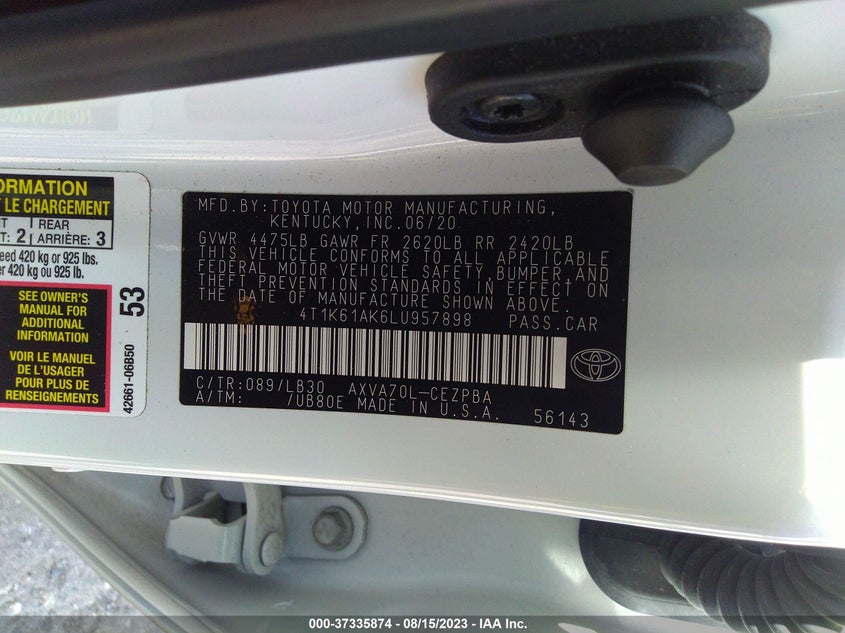 ORMATION
LE CHARGEMENT
REAR
2 ARRIÈRE: 3
eed 420 kg or 925 lbs.
r 420 kg ou 925 lb.
SEE OWNER'S
MANUAL FOR
ADDITIONAL
INFORMATION
VOIR LE MANUEL
DE L'USAGER
POUR PLUS DE
RENSEIGNEMENTS
53
42661-06B50
MFD.BY:TOYOTA MOTOR MANUFACTURING,
KENTUCKY,INC.06/20
GVWR 4475LB GAWR FR 2620LB RR 2420LB
THIS VEHICLE CONFORMS TO ALL APPLICABLE
FEDERAL MOTOR VEHICLE SAFETY,BUMPER,AND
THEFT PREVENTION STANDARDS IN EFFECT ON
THE DATE OF MANUFACTURE SHOWN ABOVE.
4T1K61AK6LU957898 PASS.CAR
C/TR:089/LB30 AXVA70L-CEZPBA
A/TM: /UB80E MADE IN U.S.A.
56143
000-37335874 - 08/15/2023 - IAA Inc.